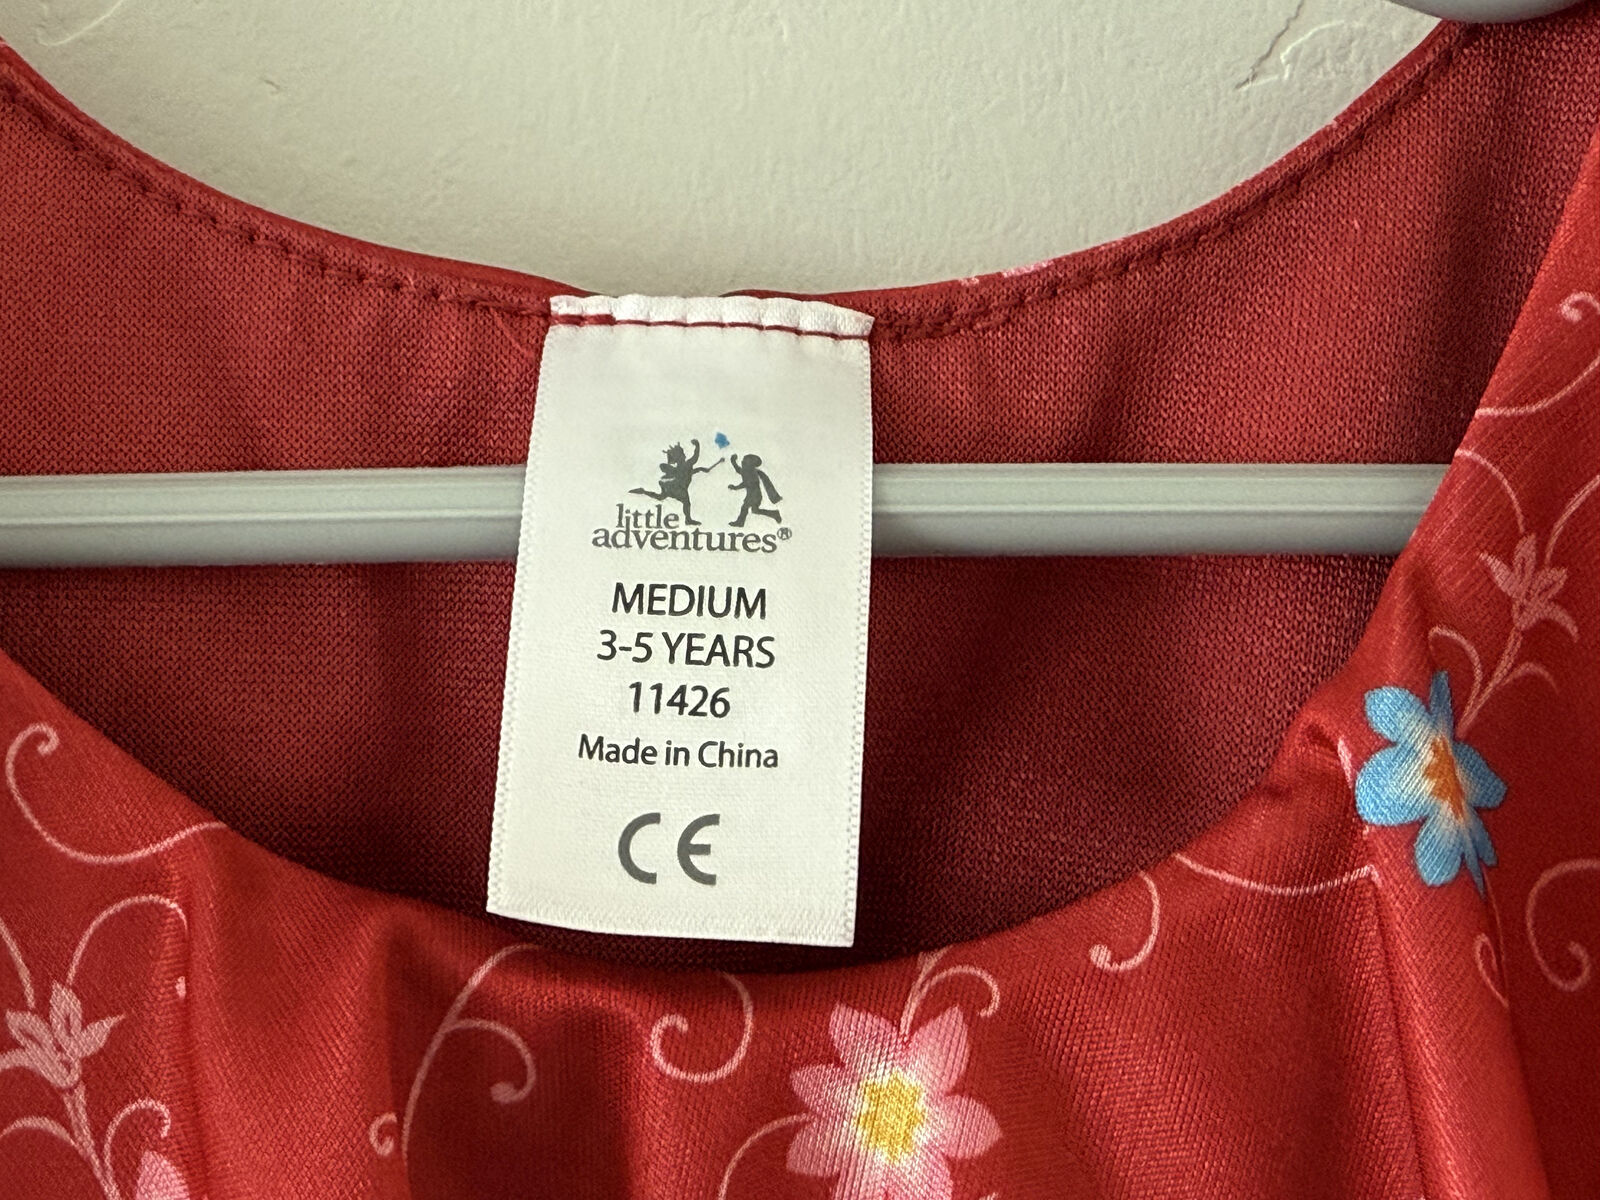 little
adventures®
MEDIUM
3-5 YEARS
11426
Made in China
CE